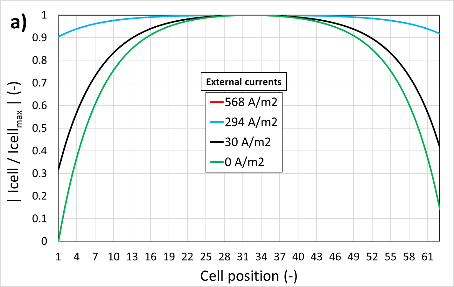 a)
| Icell / Icellmax | (-)
1
0.9
0.8
0.7
0.6
0.5
0.4
0.3
0.2
0.1
0
External currents
568 A/m2
294 A/m2
30 A/m2
0 A/m2
1 4 7 10 13 16 19 22 25 28 31 34 37 40 43 46 49 52 55 58 61
Cell position (-)